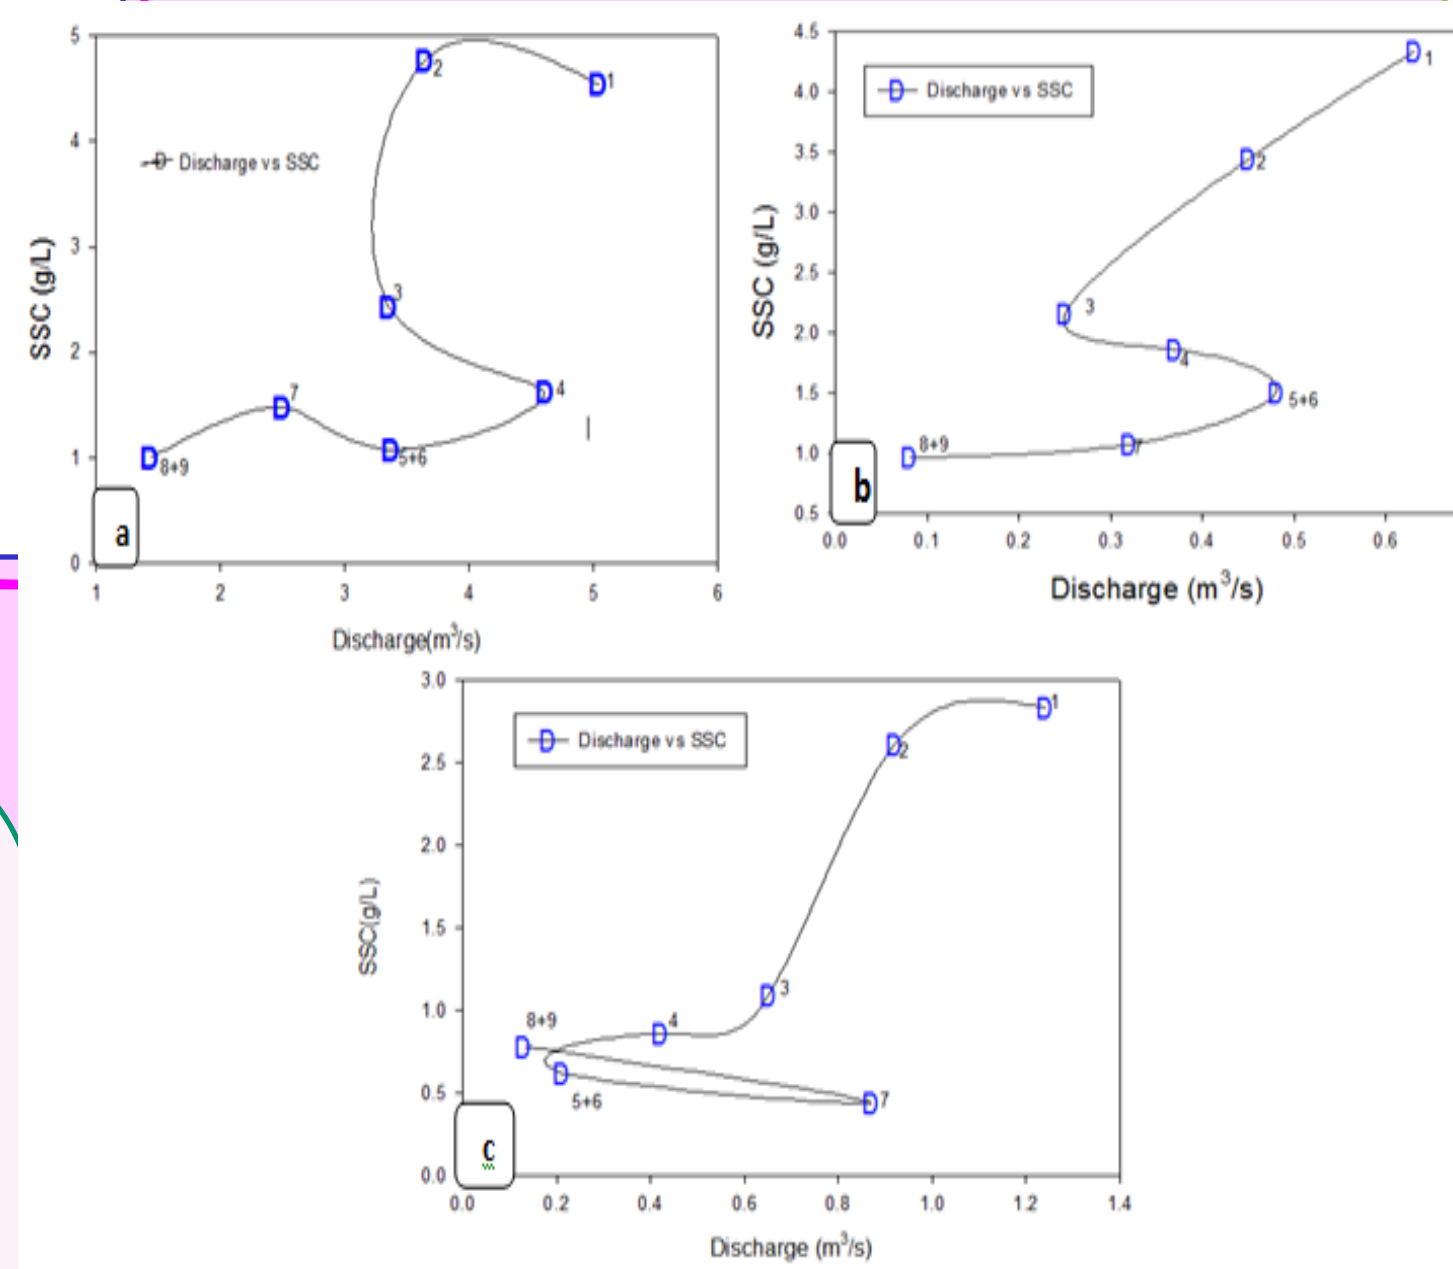 5
4
3
2
1
0
SSC (g/L)
D Discharge vs SSC
1
2
3
4
5+6
7
8+9
a
1 2 3 4 5 6
Discharge(m³/s)
4.5
4.0
3.5
3.0
2.5
2.0
1.5
1.0
0.5
SSC (g/L)
D Discharge vs SSC
1
2
3
4
5+6
7
8+9
b
0.0 0.1 0.2 0.3 0.4 0.5 0.6
Discharge (m³/s)
3.0
2.5
2.0
1.5
1.0
0.5
0.0
SSC(g/L)
D Discharge vs SSC
1
2
3
4
8+9
5+6
7
c
0.0 0.2 0.4 0.6 0.8 1.0 1.2 1.4
Discharge (m³/s)